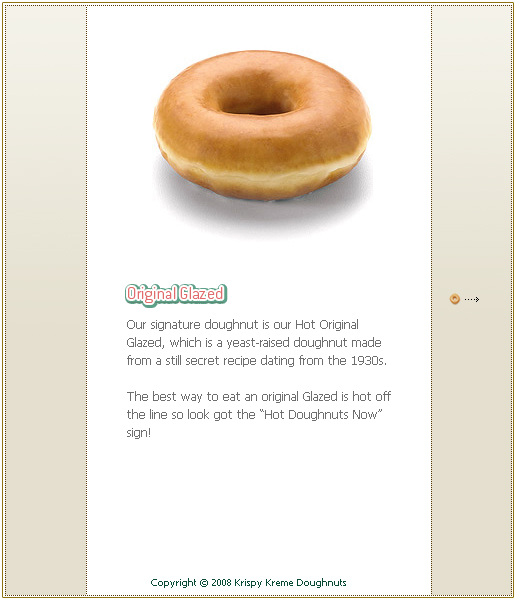 Original Glazed
Our signature doughnut is our Hot Original
Glazed, which is a yeast-raised doughnut made
from a still secret recipe dating from the 1930s.
The best way to eat an original Glazed is hot off
the line so look got the “Hot Doughnuts Now”
sign!
Copyright © 2008 Krispy Kreme Doughnuts